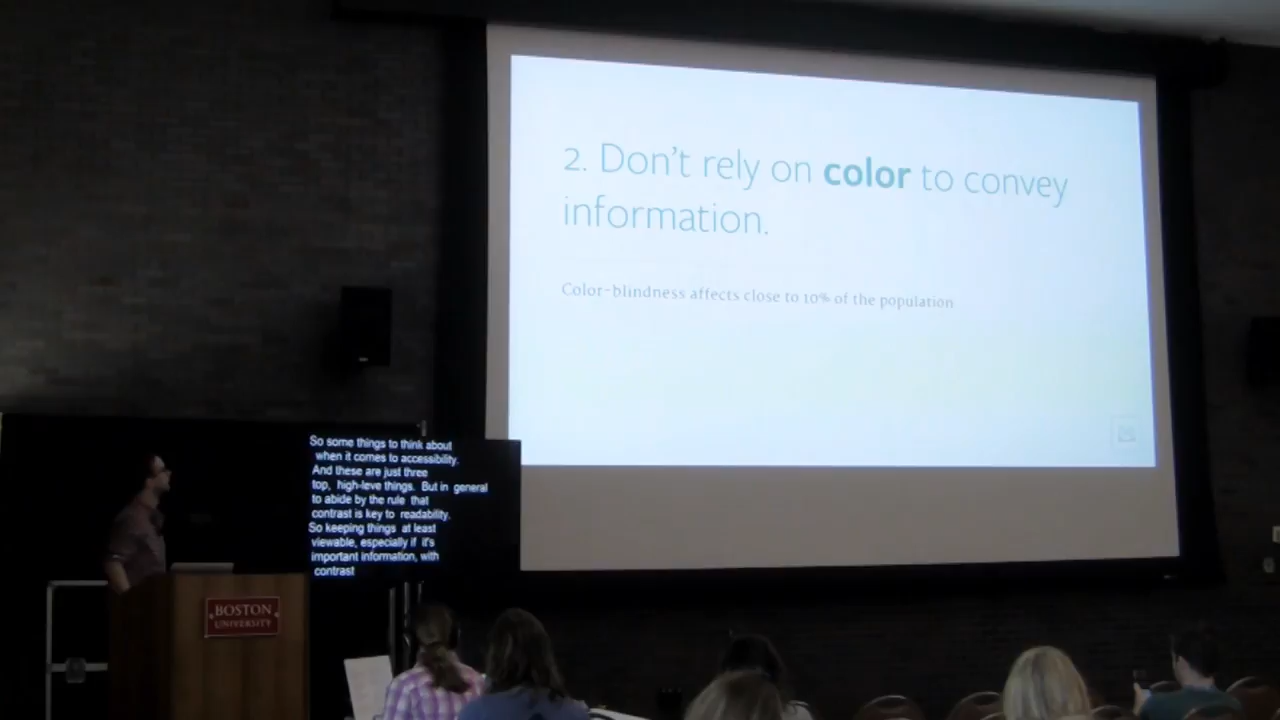 2. Don't rely on color to convey
information.
Color-blindness affects close to 10% of the population
So some things to think about
when it comes to accessibility.
And these are just three
top, high-leve things. But in general
to abide by the rule that
contrast is key to readability.
So keeping things at least
viewable, especially if it's
important information, with
contrast
BOSTON
UNIVERSITY